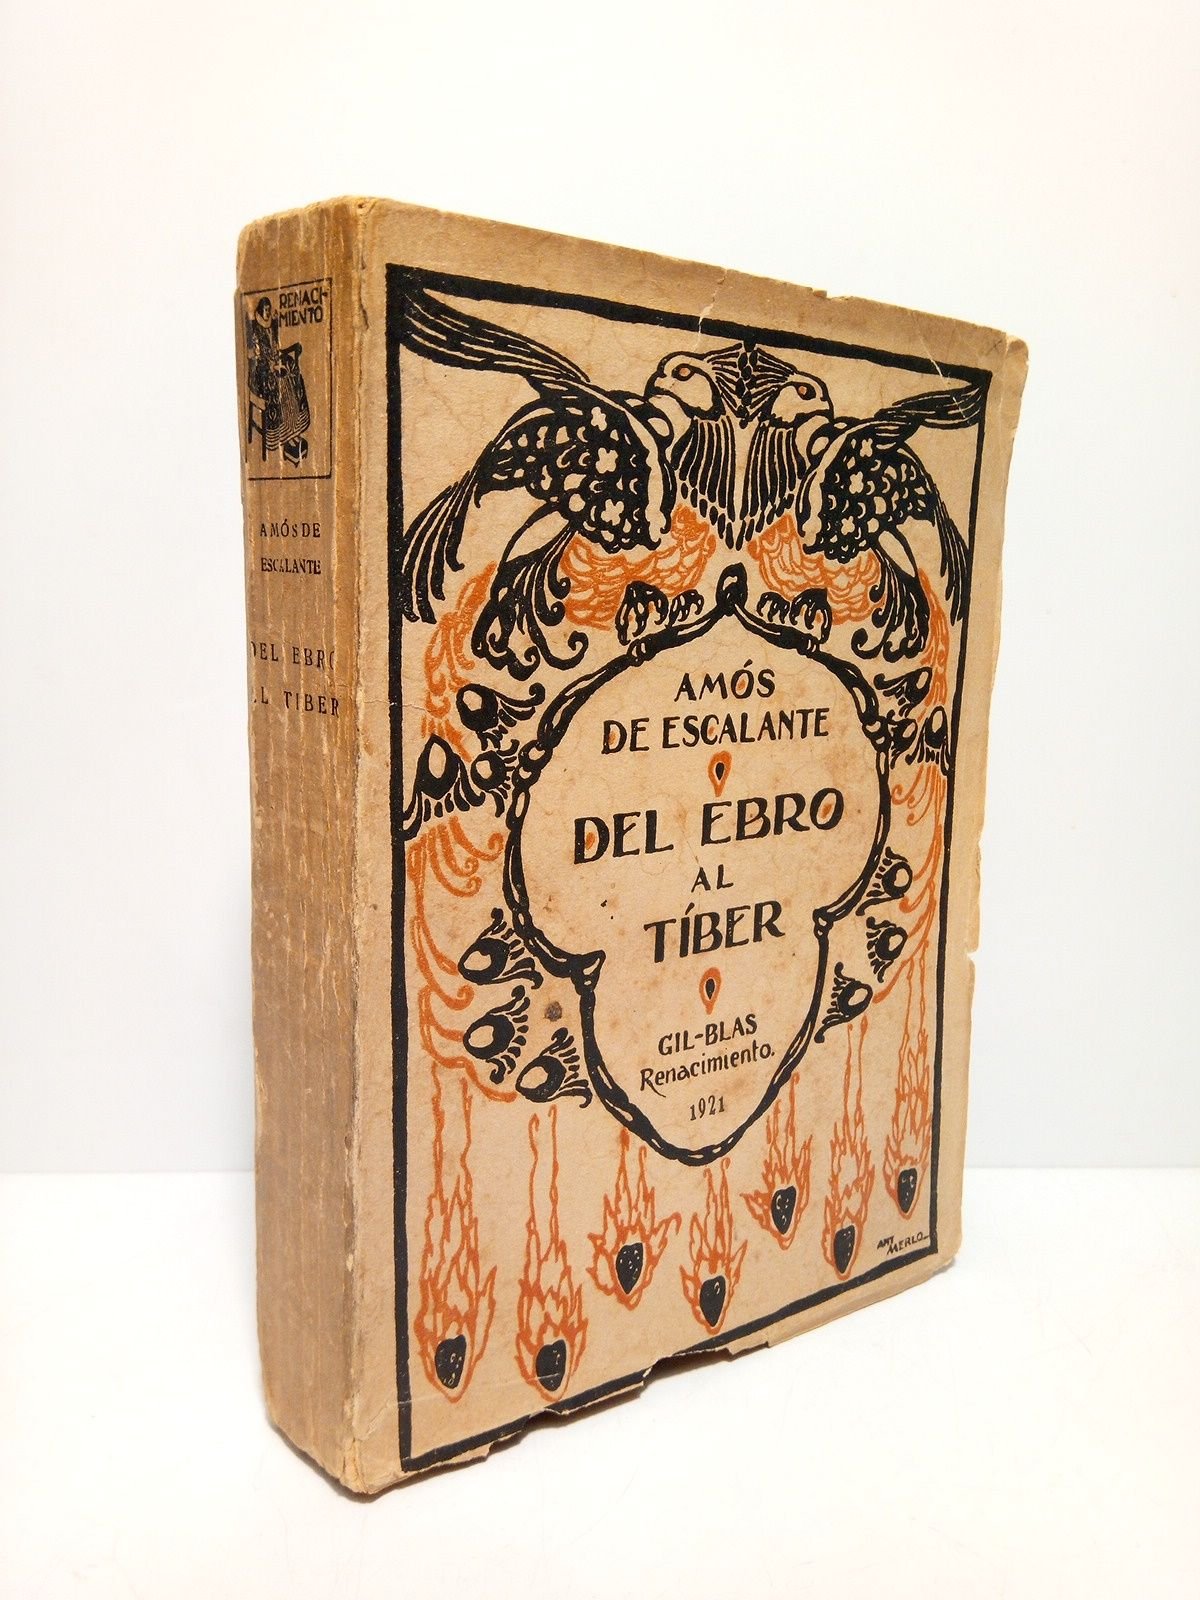 RENACI-
MIENTO
AMÓS DE
ESCALANTE
DEL EBRO
AL TIBER
AMÓS
DE ESCALANTE
DEL EBRO
AL
TÍBER
GIL-BLAS
Renacimiento.
1921
ANT
MERLO